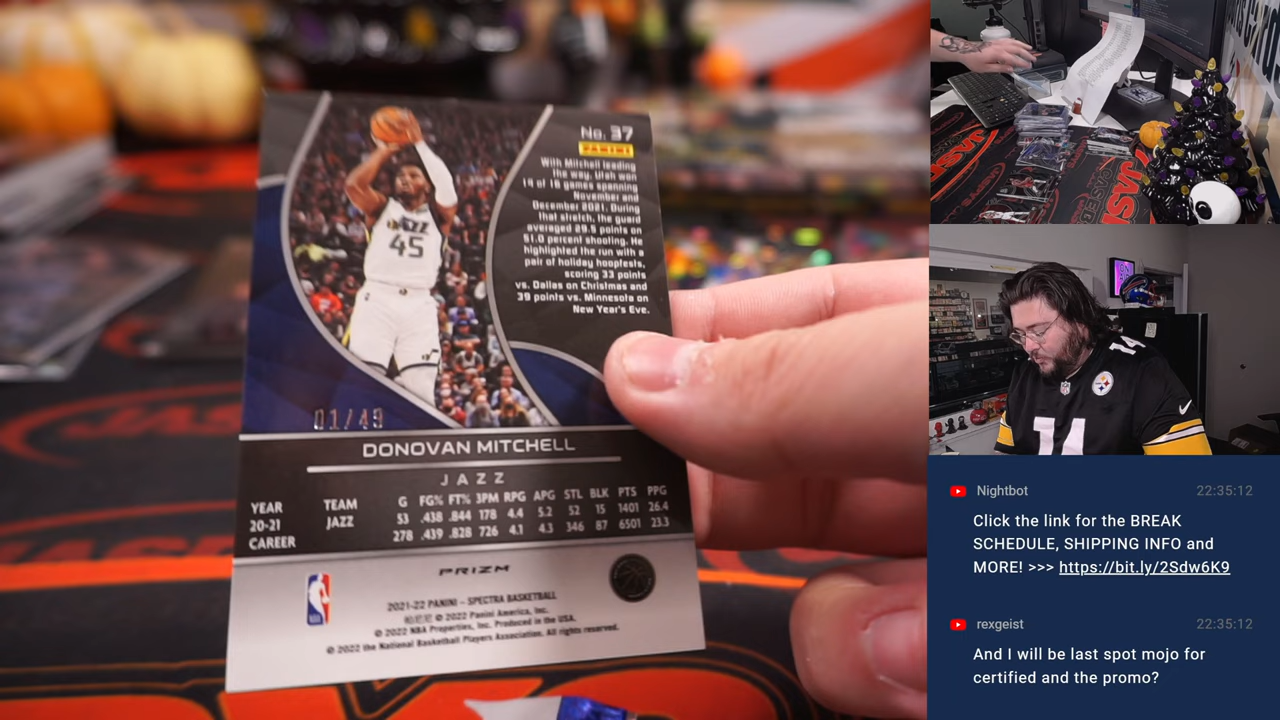 No. 37
PANINI
With Mitchell leading
the way, Utah won
14 of 16 games spanning
November and
December 2021. During
that stretch, the guard
averaged 29.5 points on
51.0 percent shooting. He
highlighted the run with a
pair of holiday hoopfests,
scoring 33 points
vs. Dallas on Christmas and
39 points vs. Minnesota on
New Year's Eve.
JAZZ
45
01/49
DONOVAN MITCHELL
JAZZ
YEAR TEAM G FG% FT% 3PM RPG APG STL BLK PTS PPG
20-21 JAZZ 53 .438 .844 178 4.4 5.2 52 15 1401 26.4
CAREER 278 .439 .828 726 4.1 4.3 346 87 6501 23.3
PRIZM
NBA
2021-22 PANINI – SPECTRA BASKETBALL
© 2022 Panini America, Inc.
© 2022 NBA Properties, Inc. Produced in the USA.
© 2022 the National Basketball Players Association. All rights reserved.
14
14
Nightbot 22:35:12
Click the link for the BREAK
SCHEDULE, SHIPPING INFO and
MORE! >>> https://bit.ly/2Sdw6K9
rexgeist 22:35:12
And I will be last spot mojo for
certified and the promo?